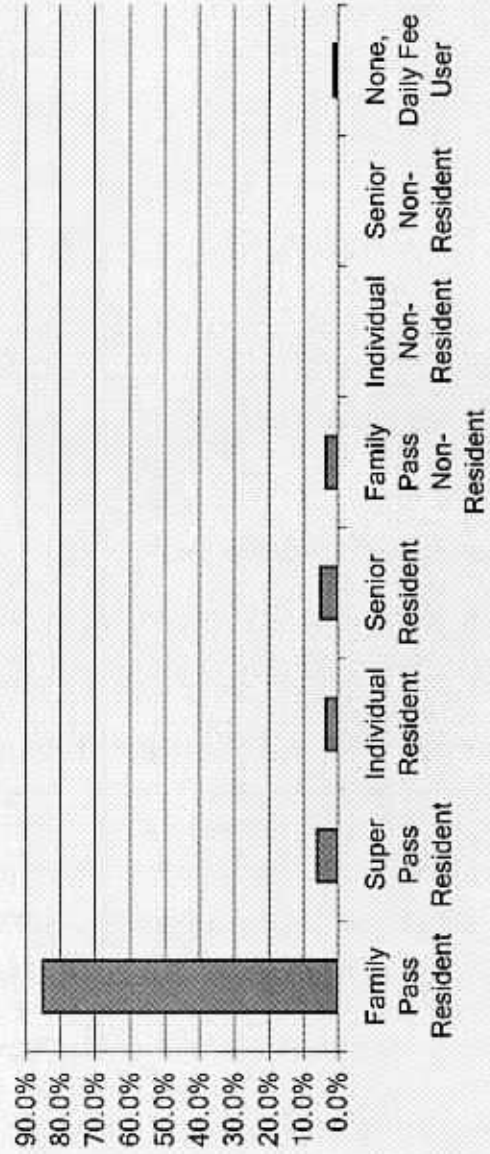 90.0%
80.0%
70.0%
60.0%
50.0%
40.0%
30.0%
20.0%
10.0%
0.0%
Family
Pass
Resident
Super
Pass
Resident
Individual
Resident
Senior
Resident
Family
Pass
Non-
Resident
Individual
Non-
Resident
Senior
Non-
Resident
None,
Daily Fee
User